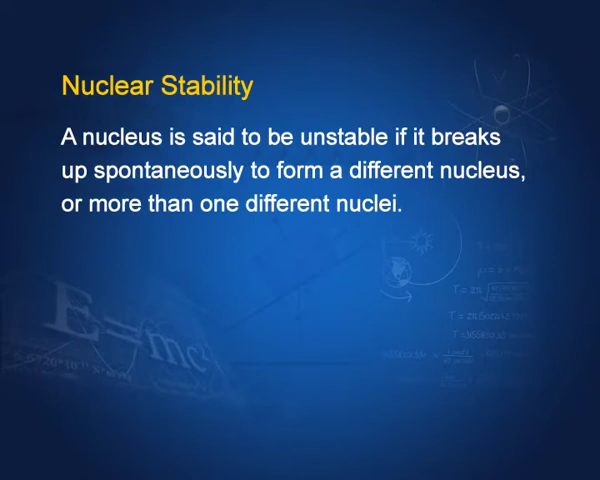 Nuclear Stability
A nucleus is said to be unstable if it breaks
up spontaneously to form a different nucleus,
or more than one different nuclei.
E=mc²